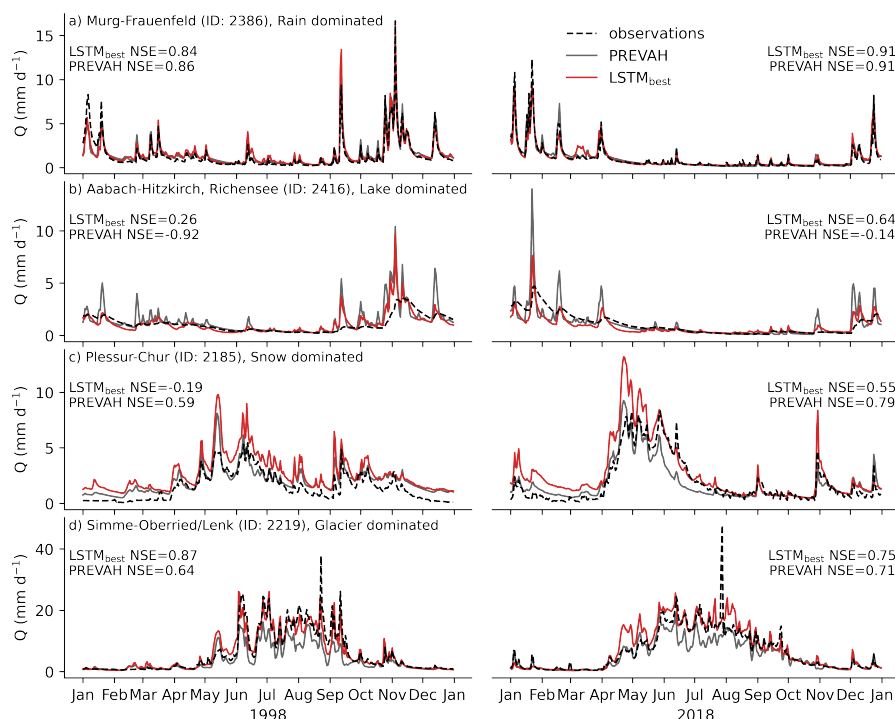 a) Murg-Frauenfeld (ID: 2386), Rain dominated
LSTMbest NSE=0.84
PREVAH NSE=0.86
observations
PREVAH
LSTMbest
LSTMbest NSE=0.91
PREVAH NSE=0.91
Q (mm d⁻¹)
15
10
5
0
b) Aabach-Hitzkirch, Richensee (ID: 2416), Lake dominated
LSTMbest NSE=0.26
PREVAH NSE=-0.92
LSTMbest NSE=0.64
PREVAH NSE=-0.14
Q (mm d⁻¹)
10
5
0
c) Plessur-Chur (ID: 2185), Snow dominated
LSTMbest NSE=-0.19
PREVAH NSE=0.59
LSTMbest NSE=0.55
PREVAH NSE=0.79
Q (mm d⁻¹)
10
5
0
d) Simme-Oberried/Lenk (ID: 2219), Glacier dominated
LSTMbest NSE=0.87
PREVAH NSE=0.64
LSTMbest NSE=0.75
PREVAH NSE=0.71
Q (mm d⁻¹)
40
20
0
Jan Feb Mar Apr May Jun Jul Aug Sep Oct Nov Dec Jan
1998
Jan Feb Mar Apr May Jun Jul Aug Sep Oct Nov Dec Jan
2018